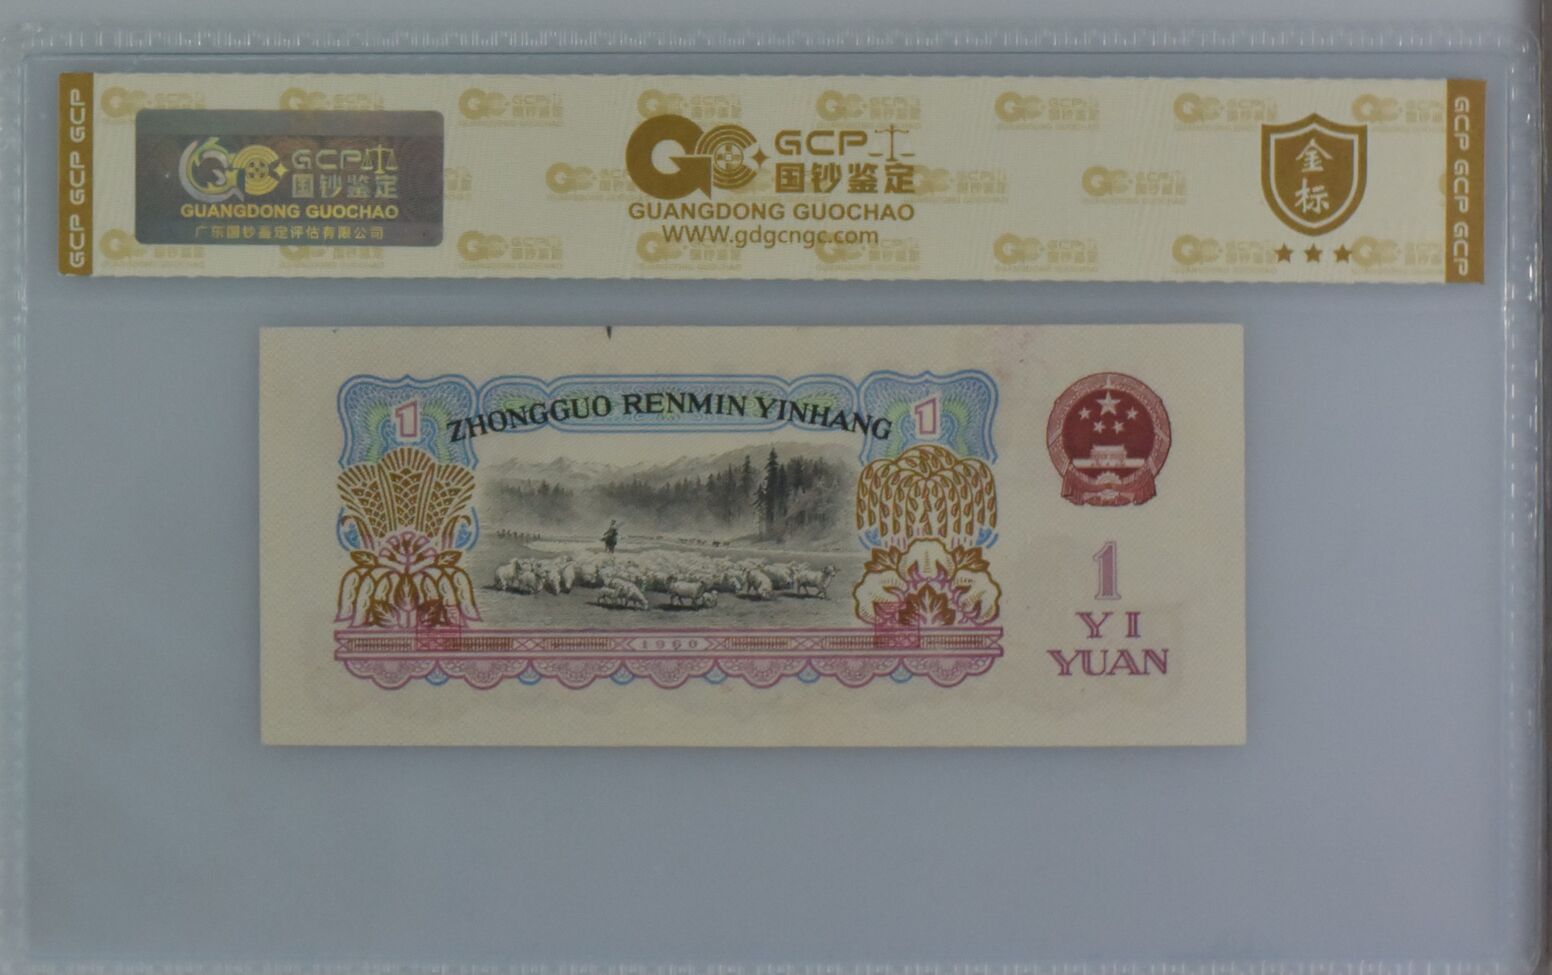 GCP GCP GCP
GCP
国钞鉴定
GUANGDONG GUOCHAO
广东国钞鉴定评估有限公司
GCP
国钞鉴定
GUANGDONG GUOCHAO
WWW.gdgcngc.com
金
标
GCP GCP GCP
1
ZHONGGUO RENMIN YINHANG
1
1960
1
YI
YUAN